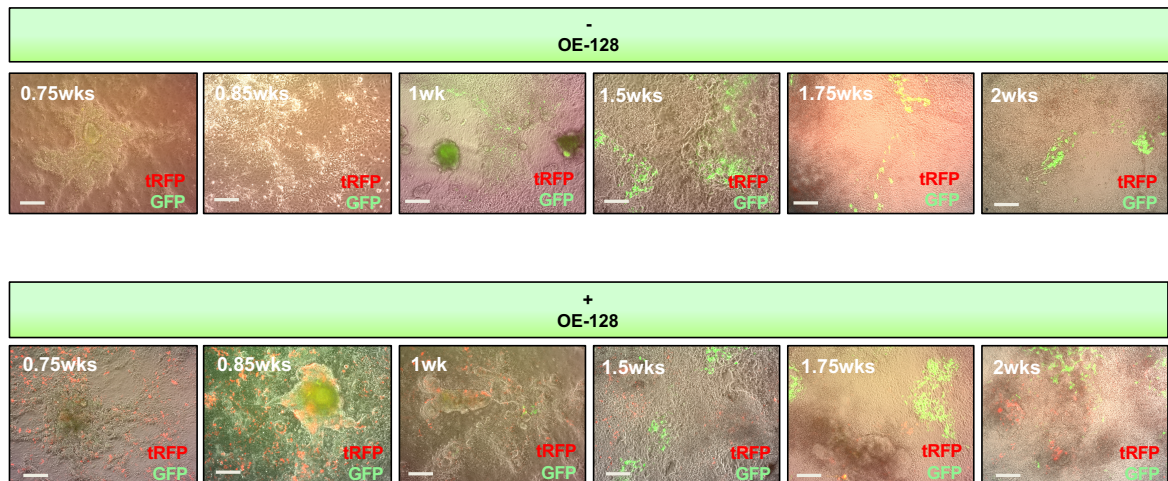 -
OE-128
0.75wks
tRFP
GFP
0.85wks
tRFP
GFP
1wk
tRFP
GFP
1.5wks
tRFP
GFP
1.75wks
tRFP
GFP
2wks
tRFP
GFP
+
OE-128
0.75wks
tRFP
GFP
0.85wks
tRFP
GFP
1wk
tRFP
GFP
1.5wks
tRFP
GFP
1.75wks
tRFP
GFP
2wks
tRFP
GFP